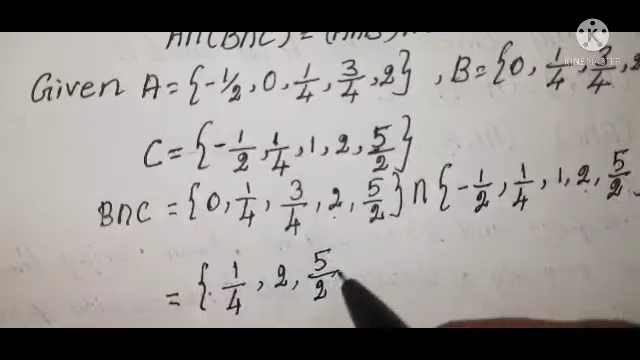 A∩(B∩C) = (A∩B)∩
Given A = {-1/2, 0, 1/4, 3/4, 2}, B = {0, 1/4, 3/4, 2
C = {-1/2, 1/4, 1, 2, 5/2}
B∩C = {0, 1/4, 3/4, 2, 5/2} ∩ {-1/2, 1/4, 1, 2, 5/2
= {1/4, 2, 5/2
KINEMASTER